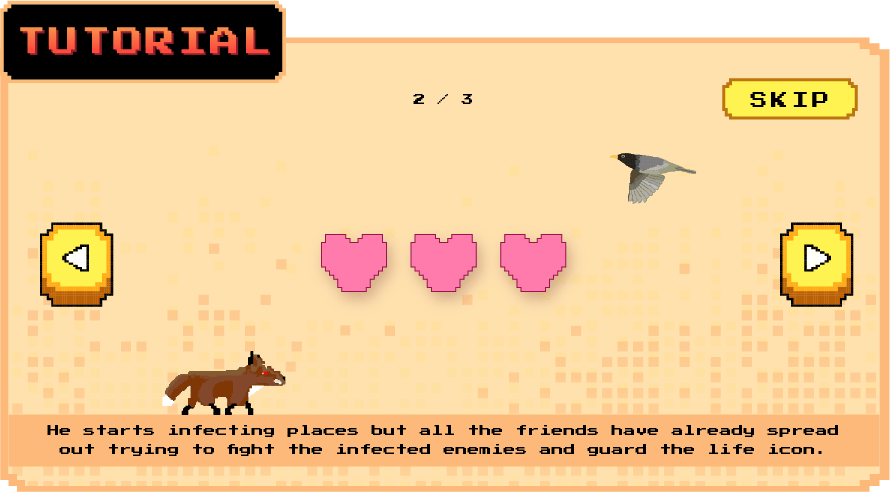 TUTORIAL
2 / 3
SKIP
He starts infecting places but all the friends have already spread
out trying to fight the infected enemies and guard the life icon.